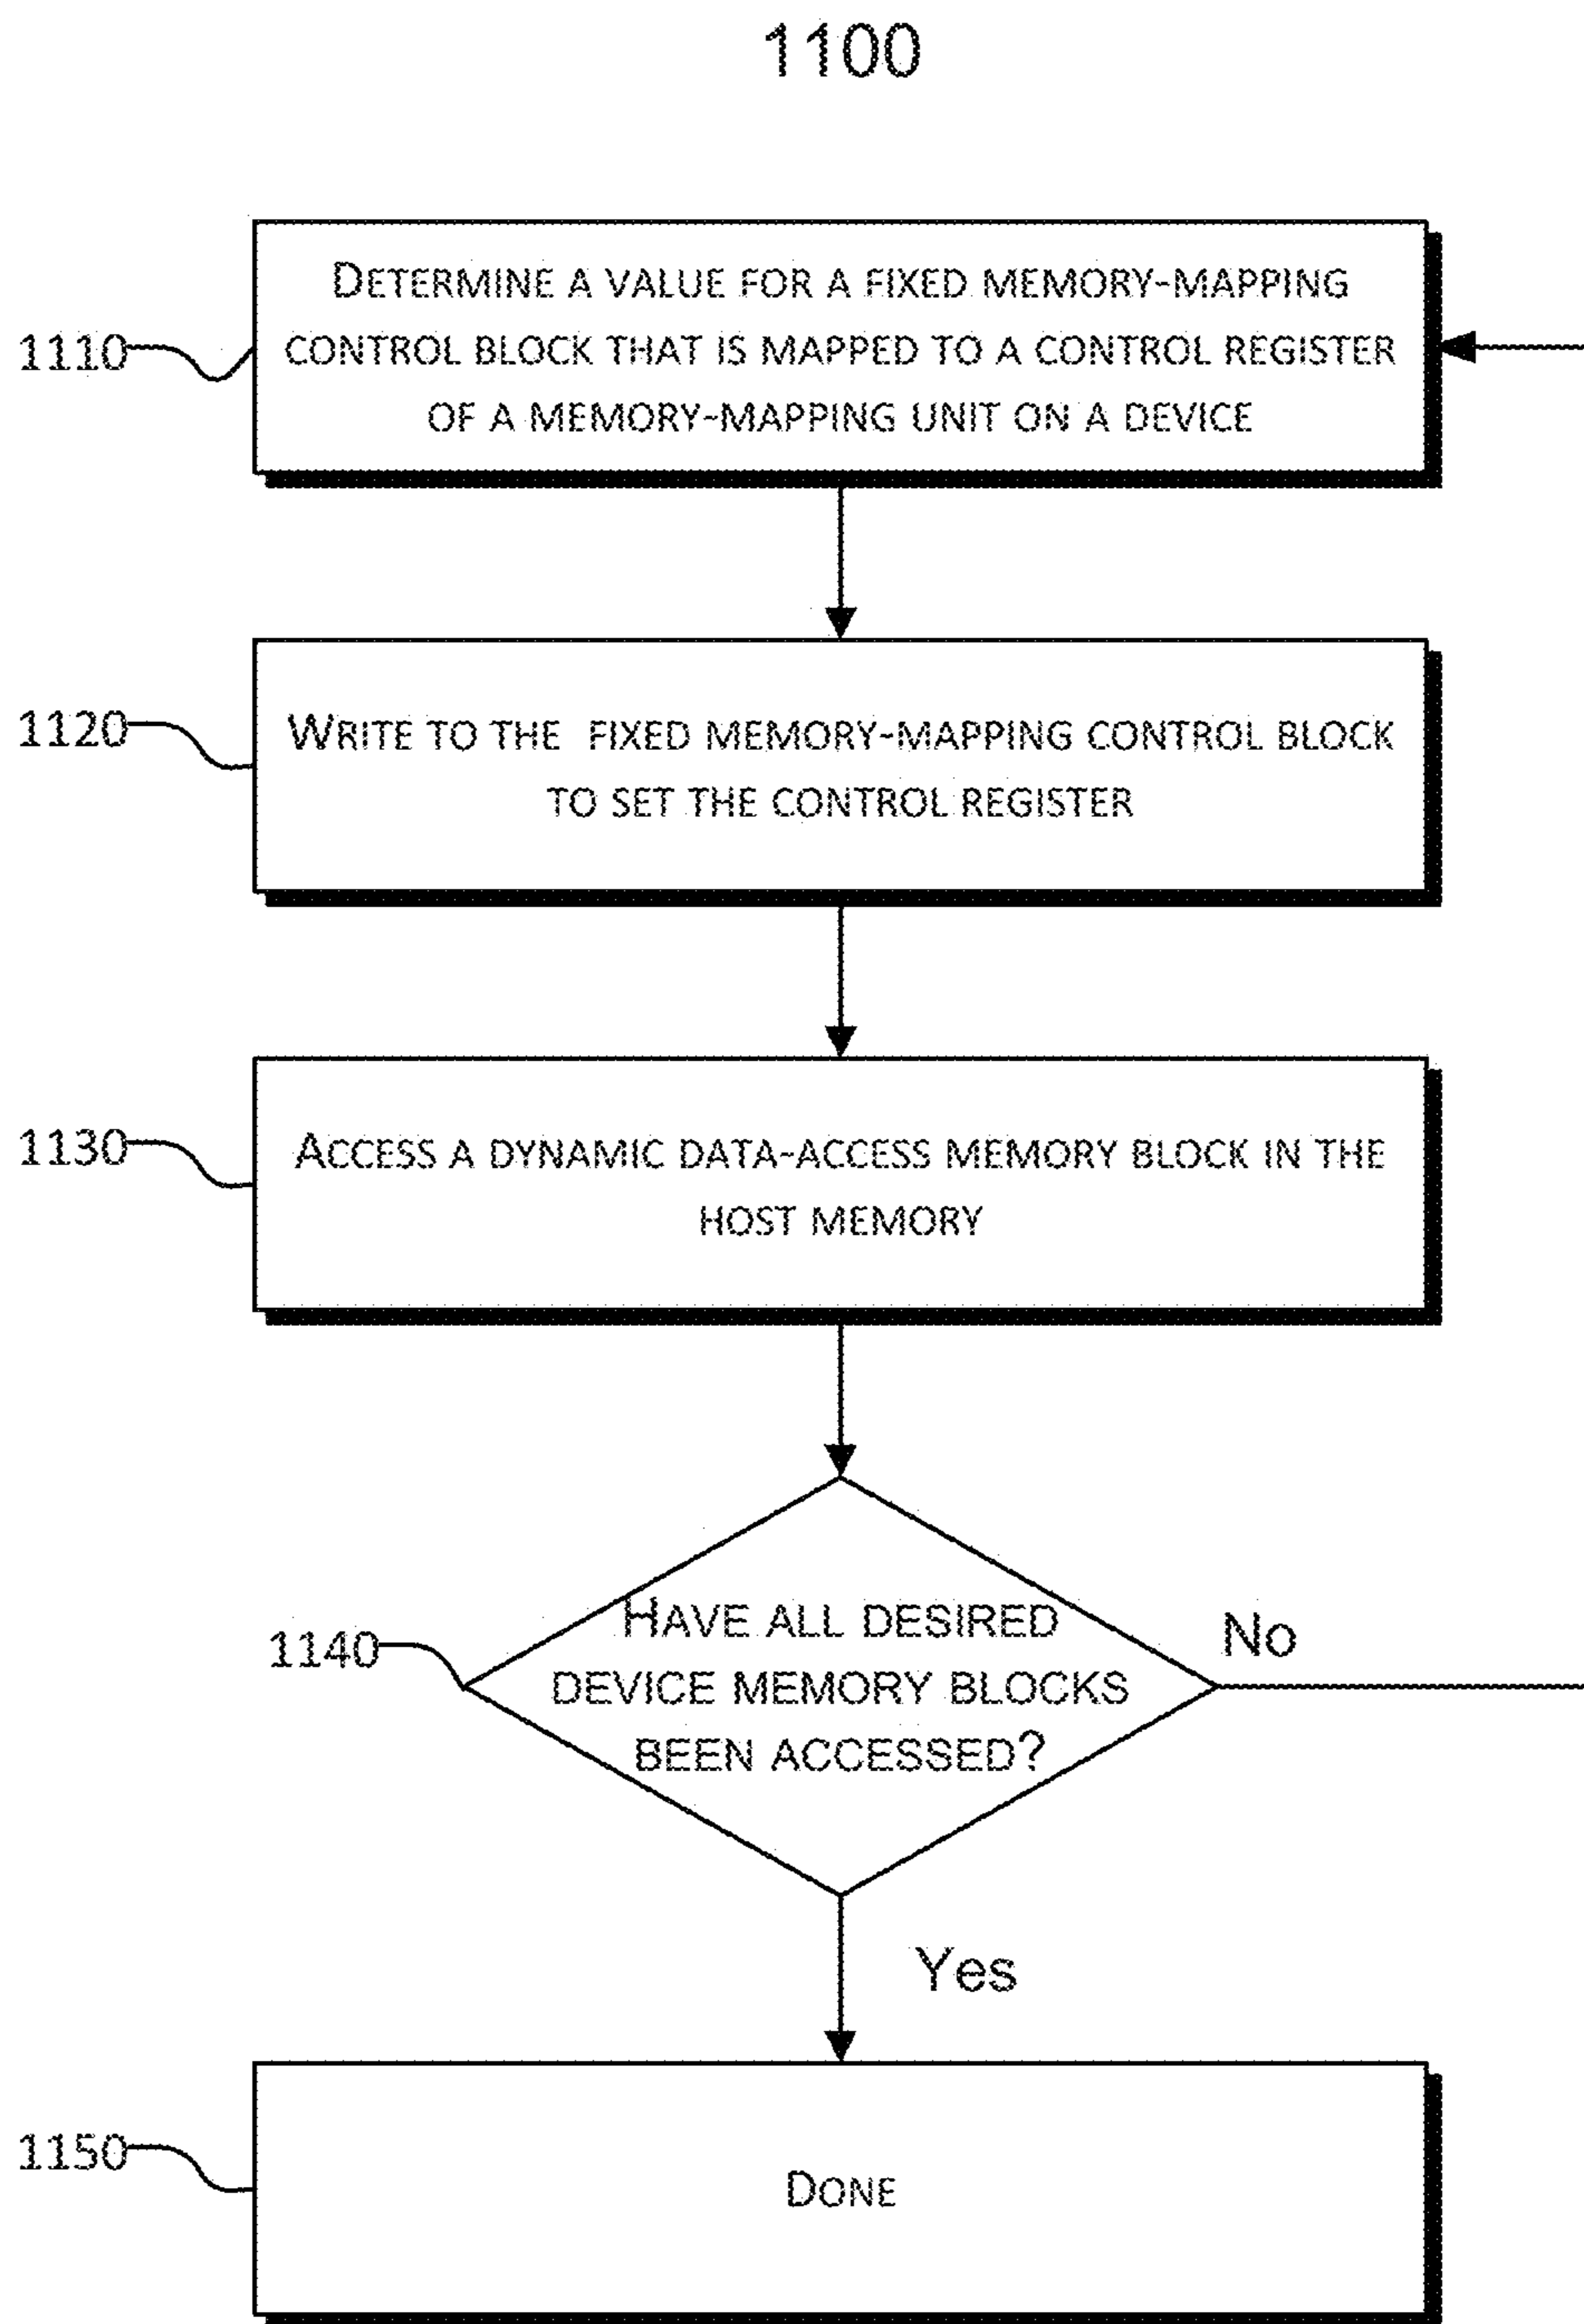 1100
1110
DETERMINE A VALUE FOR A FIXED MEMORY-MAPPING
CONTROL BLOCK THAT IS MAPPED TO A CONTROL REGISTER
OF A MEMORY-MAPPING UNIT ON A DEVICE
1120
WRITE TO THE FIXED MEMORY-MAPPING CONTROL BLOCK
TO SET THE CONTROL REGISTER
1130
ACCESS A DYNAMIC DATA-ACCESS MEMORY BLOCK IN THE
HOST MEMORY
1140
HAVE ALL DESIRED
DEVICE MEMORY BLOCKS
BEEN ACCESSED?
No
Yes
1150
DONE